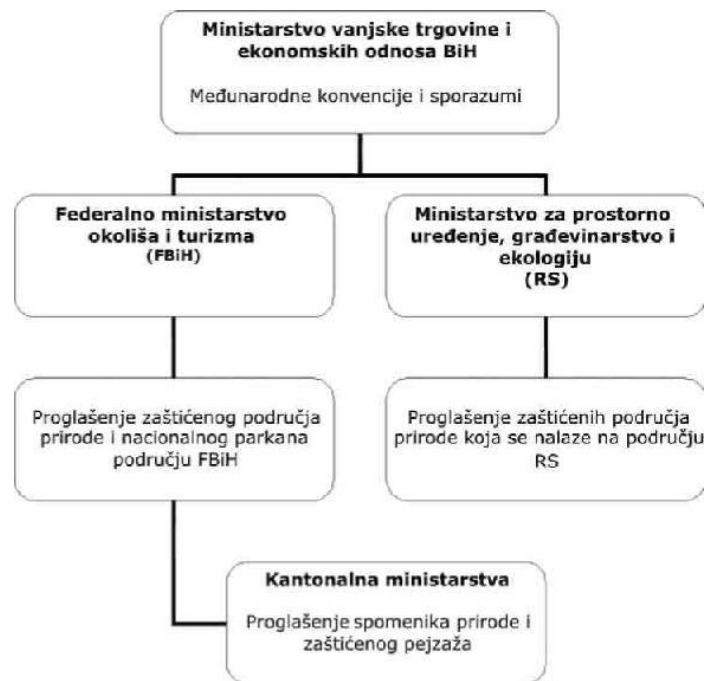 Ministarstvo vanjske trgovine i
ekonomskih odnosa BiH
Međunarodne konvencije i sporazumi
Federalno ministarstvo
okoliša i turizma
(FBiH)
Ministarstvo za prostorno
uređenje, građevinarstvo i
ekologiju
(RS)
Proglašenje zaštićenog područja
prirode i nacionalnog parkana
području FBiH
Proglašenje zaštićenih područja
prirode koja se nalaze na području
RS
Kantonalna ministarstva
Proglašenje spomenika prirode i
zaštićenog pejzaža